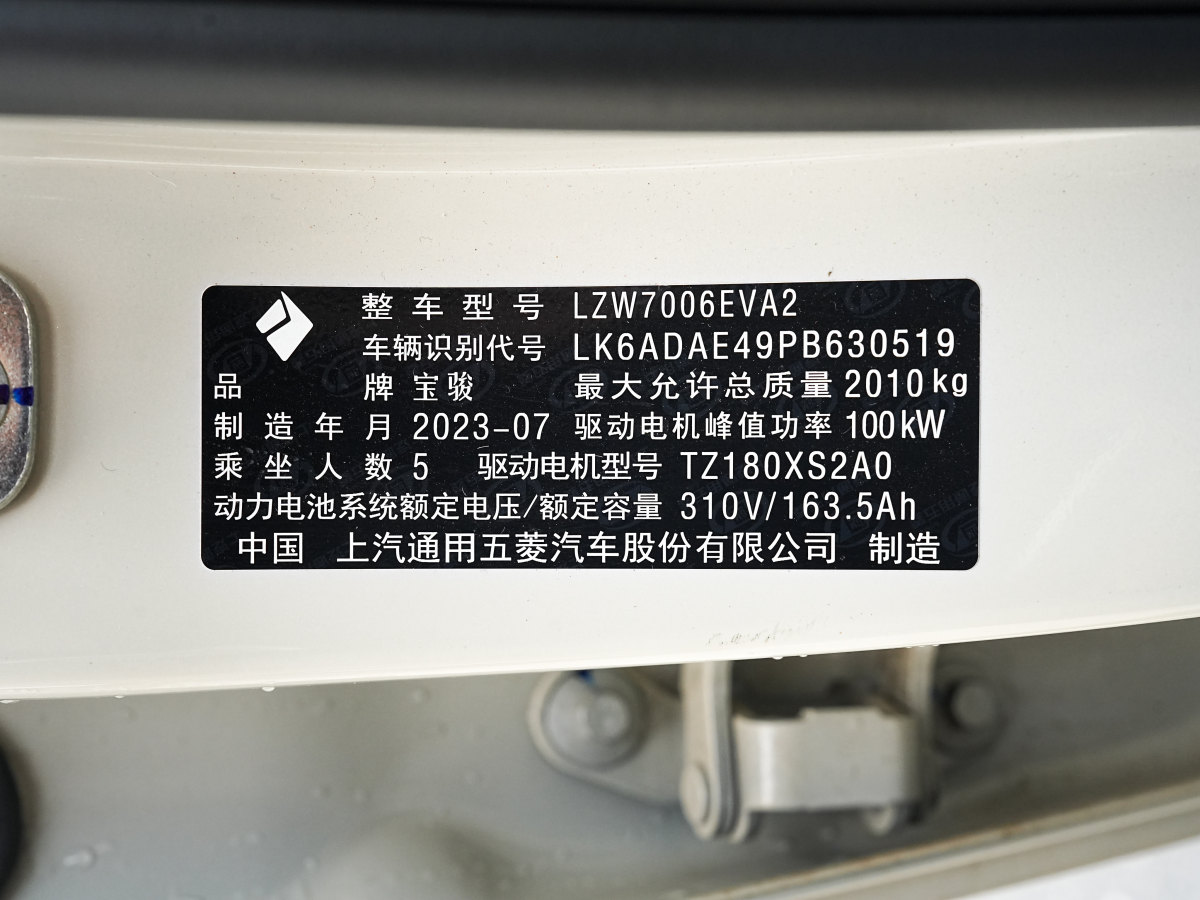 整车型号 LZW7006EVA2
车辆识别代号 LK6ADAE49PB630519
品牌 宝骏 最大允许总质量 2010kg
制造年月 2023-07 驱动电机峰值功率 100kW
乘坐人数 5 驱动电机型号 TZ180XS2A0
动力电池系统额定电压/额定容量 310V/163.5Ah
中国 上汽通用五菱汽车股份有限公司 制造